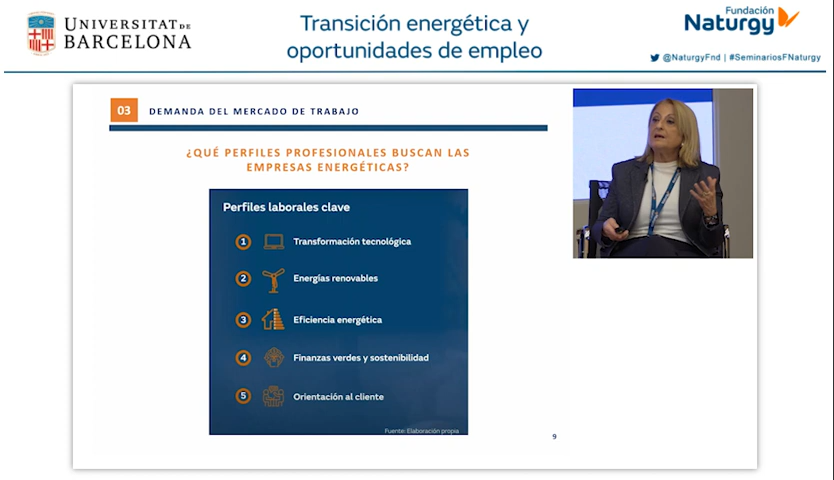 UNIVERSITAT DE
BARCELONA
Transición energética y
oportunidades de empleo
Fundación
Naturgy
@NaturgyFnd | #SeminariosFNaturgy
03
DEMANDA DEL MERCADO DE TRABAJO
¿QUÉ PERFILES PROFESIONALES BUSCAN LAS
EMPRESAS ENERGÉTICAS?
Perfiles laborales clave
1 Transformación tecnológica
2 Energías renovables
3 Eficiencia energética
4 Finanzas verdes y sostenibilidad
5 Orientación al cliente
Fuente: Elaboración propia
9